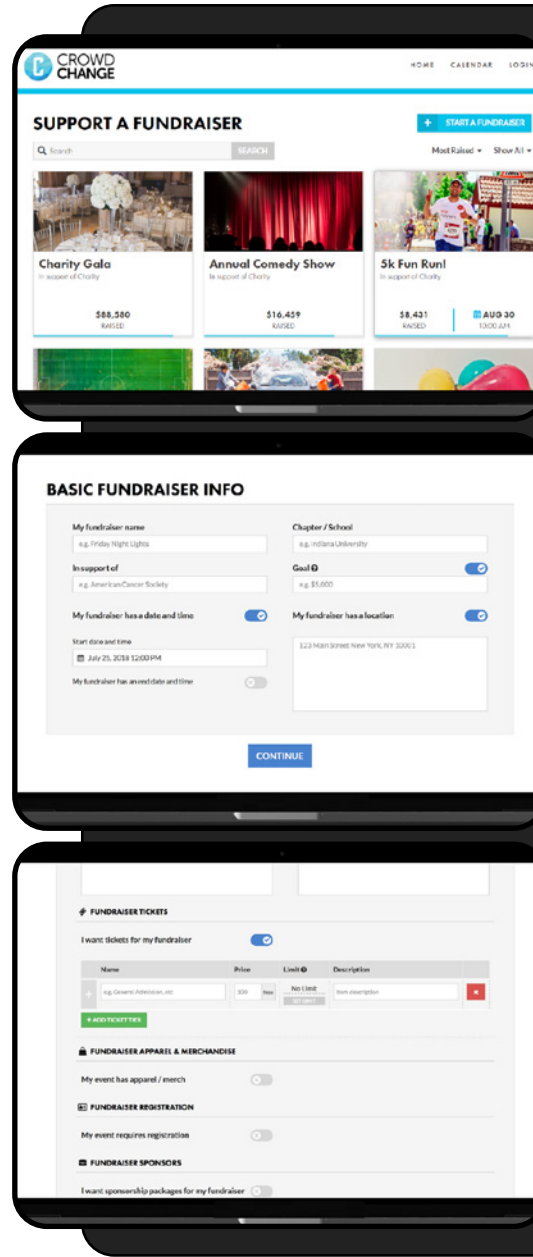 CROWD
CHANGE
HOME CALENDAR LOGIN
SUPPORT A FUNDRAISER
+ START A FUNDRAISER
Search SEARCH Most Raised Show All
Charity Gala Annual Comedy Show 5k Fun Run!
In support of Charity In support of Charity In support of Charity
$88,580 $16,459 $8,431 AUG 30
RAISED RAISED RAISED 10:00 AM
BASIC FUNDRAISER INFO
My fundraiser name Chapter / School
e.g. Friday Night Lights e.g. Indiana University
In support of Goal
e.g. American Cancer Society e.g. $5,000
My fundraiser has a date and time My fundraiser has a location
Start date and time
123 Main Street New York, NY 10001
July 25, 2018 12:00 PM
My fundraiser has an end date and time
CONTINUE
FUNDRAISER TICKETS
I want tickets for my fundraiser
Name Price Limit Description
e.g. General Admission, etc 100 No Limit Item description
SET LIMIT
+ ADD TICKET TIER
FUNDRAISER APPAREL & MERCHANDISE
My event has apparel / merch
FUNDRAISER REGISTRATION
My event requires registration
FUNDRAISER SPONSORS
I want sponsorship packages for my fundraiser